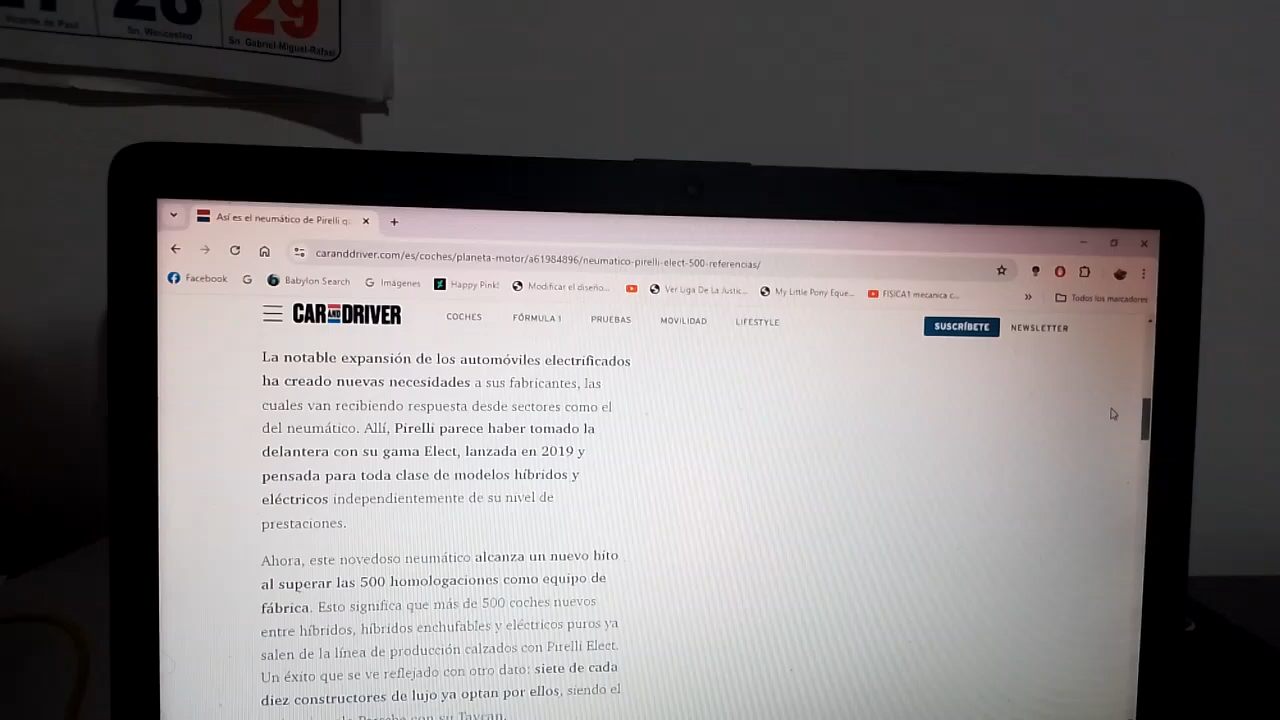 28
29
Vicente de Paul
Sn. Wenceslao
Sn. Gabriel-Miguel-Rafael
Así es el neumático de Pirelli q
caranddriver.com/es/coches/planeta-motor/a61984896/neumatico-pirelli-elect-500-referencias/
Facebook
Babylon Search
Imágenes
Happy Pink!
Modificar el diseño...
Ver Liga De La Justic...
My Little Pony Eque...
FISICA1 mecanica c...
Todos los marcadores
CAR AND DRIVER
COCHES
FÓRMULA 1
PRUEBAS
MOVILIDAD
LIFESTYLE
SUSCRÍBETE
NEWSLETTER
La notable expansión de los automóviles electrificados
ha creado nuevas necesidades a sus fabricantes, las
cuales van recibiendo respuesta desde sectores como el
del neumático. Allí, Pirelli parece haber tomado la
delantera con su gama Elect, lanzada en 2019 y
pensada para toda clase de modelos híbridos y
eléctricos independientemente de su nivel de
prestaciones.
Ahora, este novedoso neumático alcanza un nuevo hito
al superar las 500 homologaciones como equipo de
fábrica. Esto significa que más de 500 coches nuevos
entre híbridos, híbridos enchufables y eléctricos puros ya
salen de la línea de producción calzados con Pirelli Elect.
Un éxito que se ve reflejado con otro dato: siete de cada
diez constructores de lujo ya optan por ellos, siendo el
de Porsche con su Taycan.